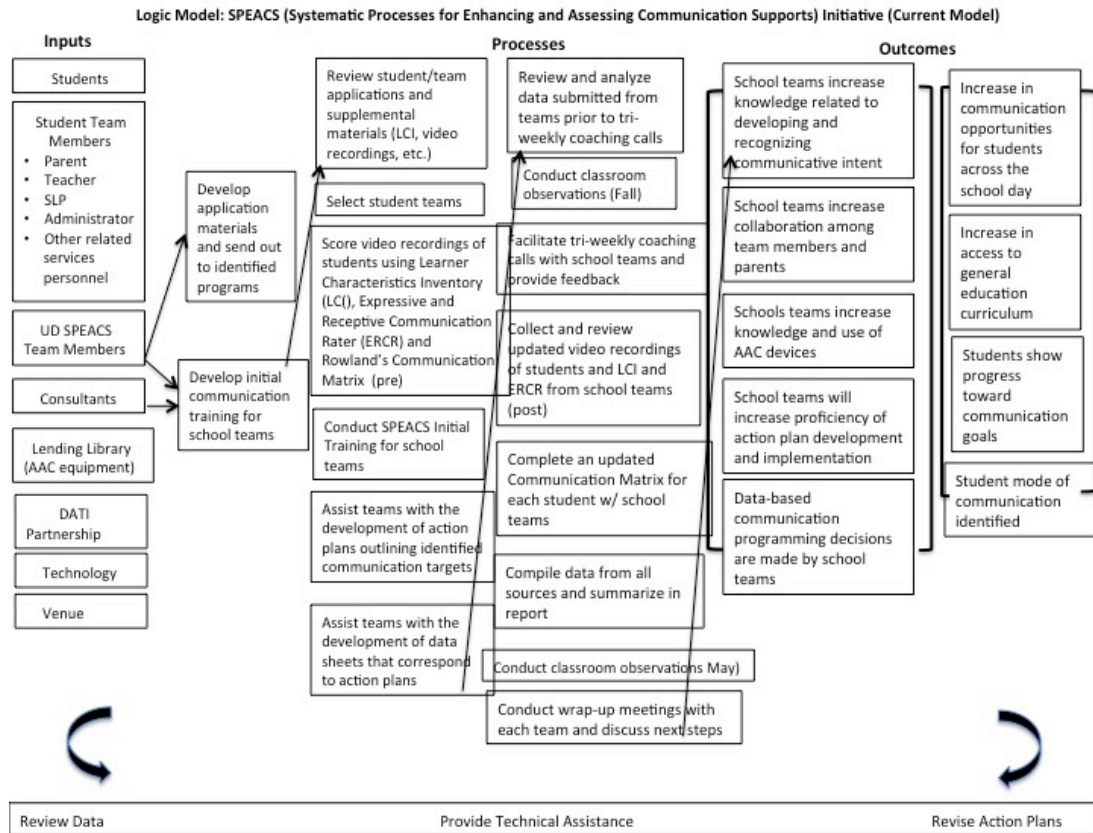 Logic Model: SPEACS (Systematic Processes for Enhancing and Assessing Communication Supports) Initiative (Current Model)
Inputs
Students
Student Team
Members
• Parent
• Teacher
• SLP
• Administrator
• Other related
services
personnel
UD SPEACS
Team Members
Consultants
Lending Library
(AAC equipment)
DATI
Partnership
Technology
Venue
Develop
application
materials
and send out
to identified
programs
Develop initial
communication
training for
school teams
Processes
Review student/team
applications and
supplemental
materials (LCI, video
recordings, etc.)
Select student teams
Score video recordings of
students using Learner
Characteristics Inventory
(LC(), Expressive and
Receptive Communication
Rater (ERCR) and
Rowland's Communication
Matrix (pre)
Conduct SPEACS Initial
Training for school
teams
Assist teams with the
development of action
plans outlining identified
communication targets
Assist teams with the
development of data
sheets that correspond
to action plans
Review and analyze
data submitted from
teams prior to tri-
weekly coaching calls
Conduct classroom
observations (Fall)
Facilitate tri-weekly coaching
calls with school teams and
provide feedback
Collect and review
updated video recordings
of students and LCI and
ERCR from school teams
(post)
Complete an updated
Communication Matrix for
each student w/ school
teams
Compile data from all
sources and summarize in
report
Conduct classroom observations May)
Conduct wrap-up meetings with
each team and discuss next steps
Outcomes
School teams increase
knowledge related to
developing and
recognizing
communicative intent
School teams increase
collaboration among
team members and
parents
Schools teams increase
knowledge and use of
AAC devices
School teams will
increase proficiency of
action plan development
and implementation
Data-based
communication
programming decisions
are made by school
teams
Increase in
communication
opportunities
for students
across the
school day
Increase in
access to
general
education
curriculum
Students show
progress
toward
communication
goals
Student mode of
communication
identified
Review Data
Provide Technical Assistance
Revise Action Plans